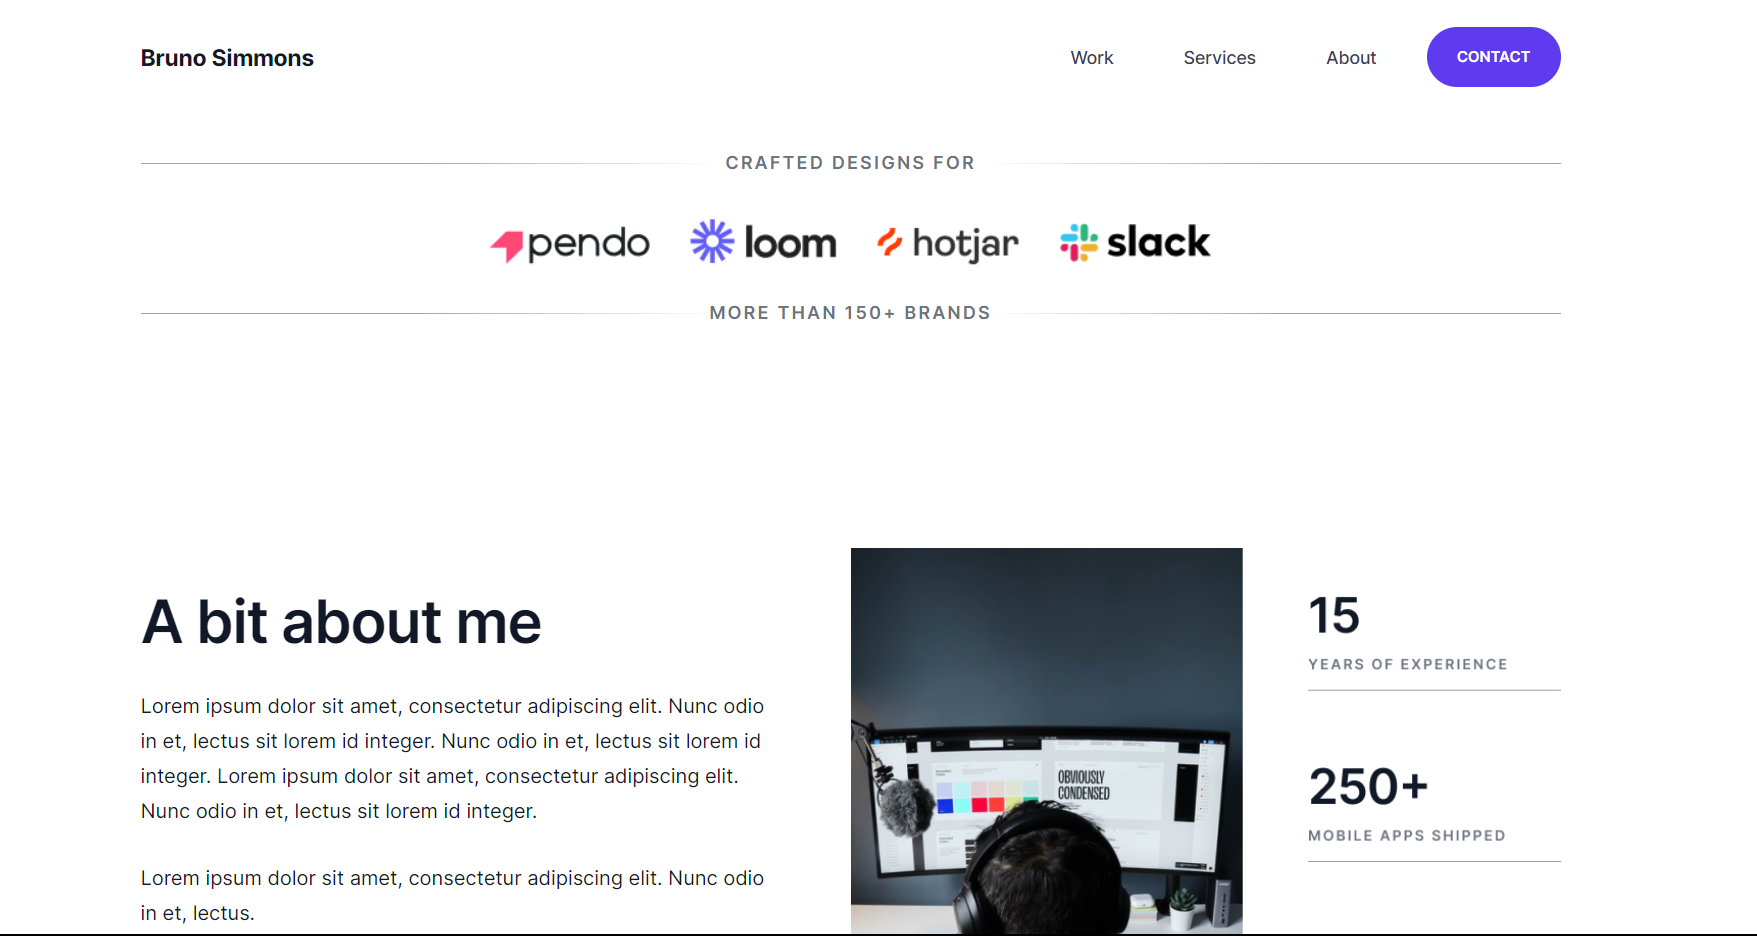 Bruno Simmons
Work
Services
About
CONTACT
CRAFTED DESIGNS FOR
pendo
loom
hotjar
slack
MORE THAN 150+ BRANDS
A bit about me
Lorem ipsum dolor sit amet, consectetur adipiscing elit. Nunc odio
in et, lectus sit lorem id integer. Nunc odio in et, lectus sit lorem id
integer. Lorem ipsum dolor sit amet, consectetur adipiscing elit.
Nunc odio in et, lectus sit lorem id integer.
Lorem ipsum dolor sit amet, consectetur adipiscing elit. Nunc odio
in et, lectus.
OBVIOUSLY
CONDENSED
15
YEARS OF EXPERIENCE
250+
MOBILE APPS SHIPPED